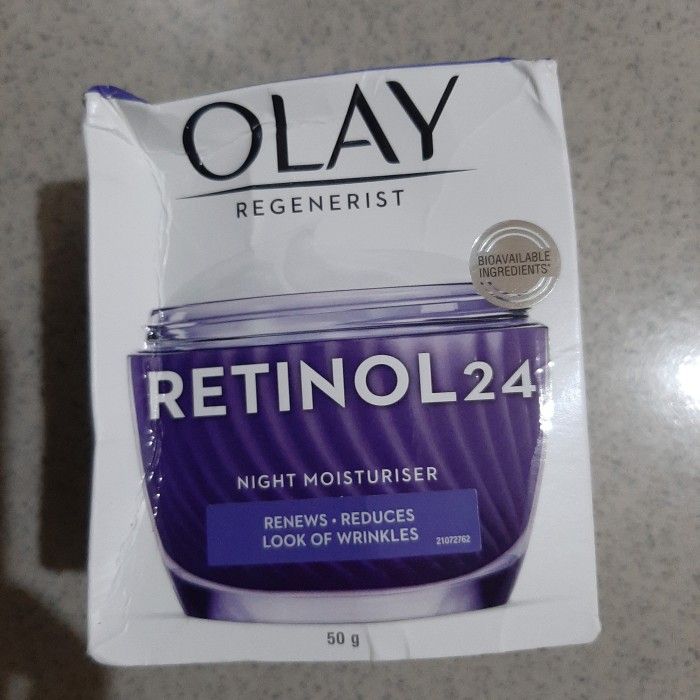 OLAY
REGENERIST
BIOAVAILABLE
INGREDIENTS*
RETINOL24
NIGHT MOISTURISER
RENEWS • REDUCES
LOOK OF WRINKLES
21072762
50 g